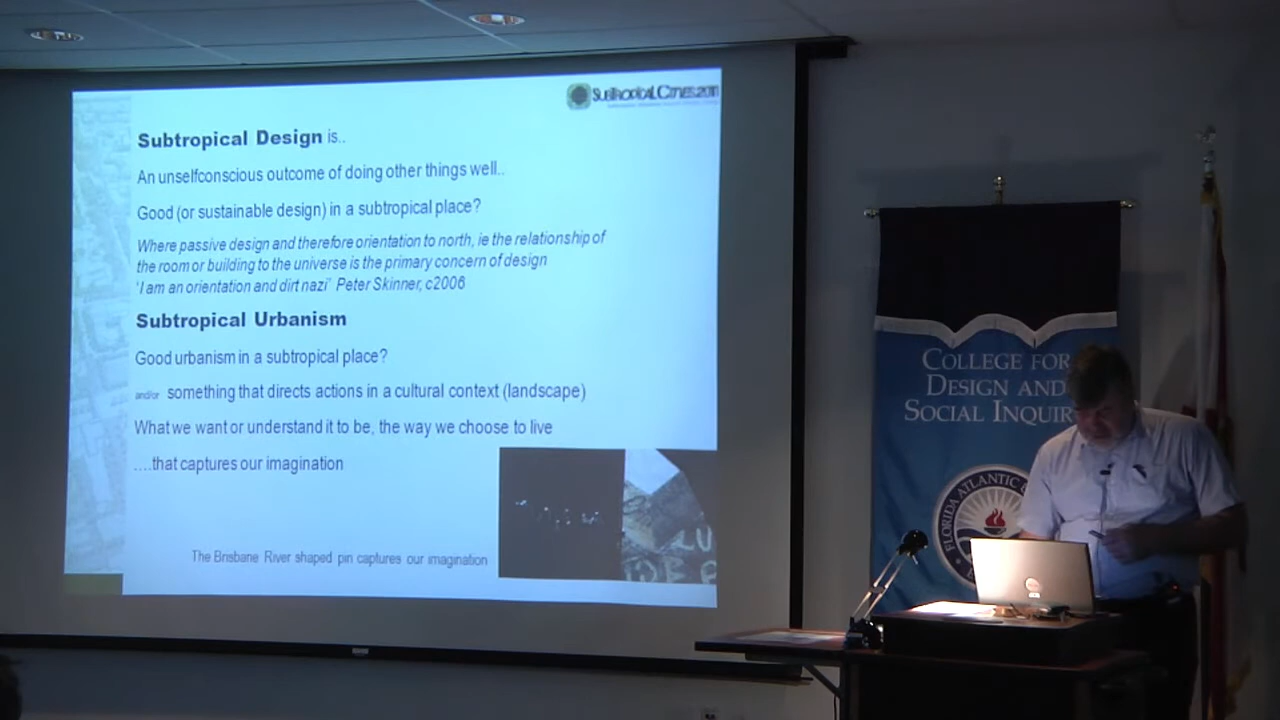 SUBTROPICAL CITIES 2011
Subtropical Design is..
An unselfconscious outcome of doing other things well..
Good (or sustainable design) in a subtropical place?
Where passive design and therefore orientation to north, ie the relationship of
the room or building to the universe is the primary concern of design
'I am an orientation and dirt nazi' Peter Skinner, c2006
Subtropical Urbanism
Good urbanism in a subtropical place?
and/or something that directs actions in a cultural context (landscape)
What we want or understand it to be, the way we choose to live
....that captures our imagination
The Brisbane River shaped pin captures our imagination
COLLEGE FOR
DESIGN AND
SOCIAL INQUIR
FLORIDA ATLANTIC